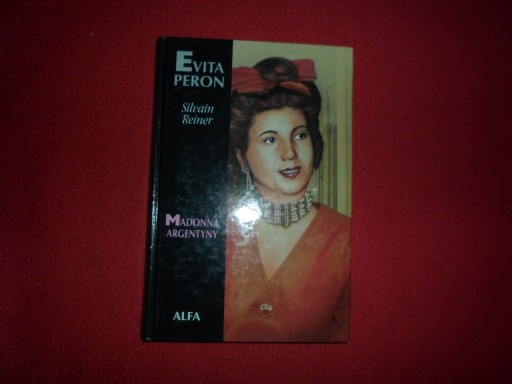 EVITA
PERON
Silvain
Reiner
MADONNA
ARGENTYNY
ALFA